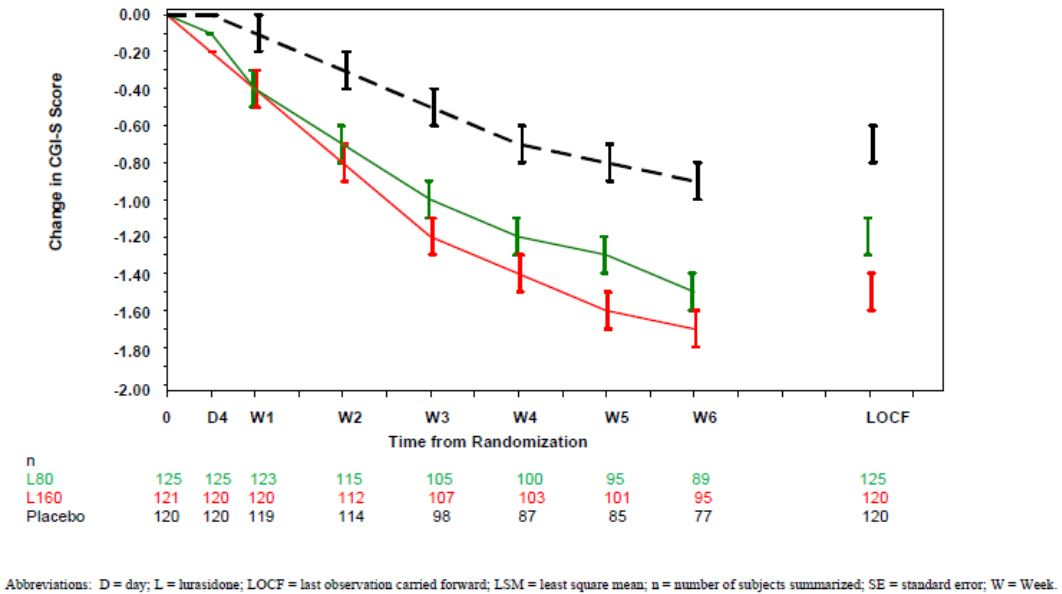 0.00
-0.20
-0.40
-0.60
-0.80
-1.00
-1.20
-1.40
-1.60
-1.80
-2.00
Change in CGI-S Score
0 D4 W1 W2 W3 W4 W5 W6 LOCF
Time from Randomization
n
L80 125 125 123 115 105 100 95 89 125
L160 121 120 120 112 107 103 101 95 120
Placebo 120 120 119 114 98 87 85 77 120
Abbreviations: D = day; L = lurasidone; LOCF = last observation carried forward; LSM = least square mean; n = number of subjects summarized; SE = standard error; W = Week.